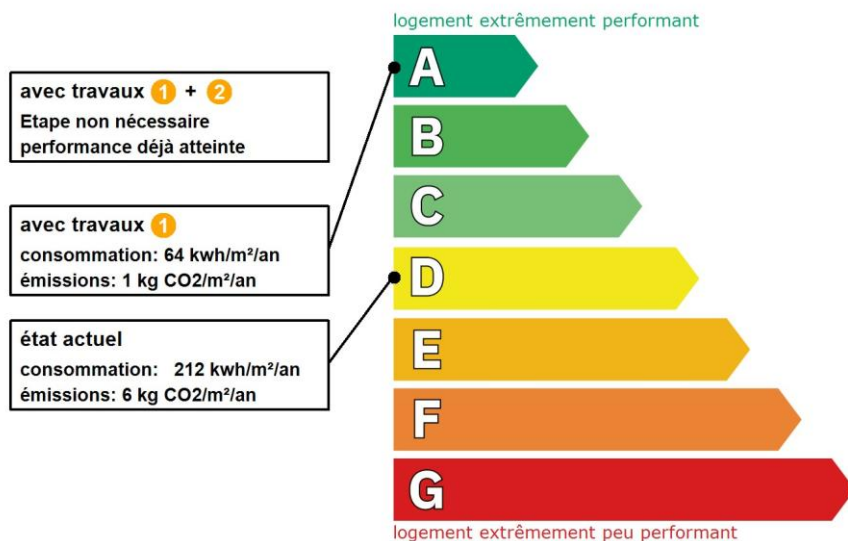 logement extrêmement performant
A
avec travaux 1 + 2
Etape non nécessaire
performance déjà atteinte
B
C
avec travaux 1
consommation: 64 kwh/m²/an
émissions: 1 kg CO2/m²/an
D
état actuel
consommation: 212 kwh/m²/an
émissions: 6 kg CO2/m²/an
E
F
G
logement extrêmement peu performant